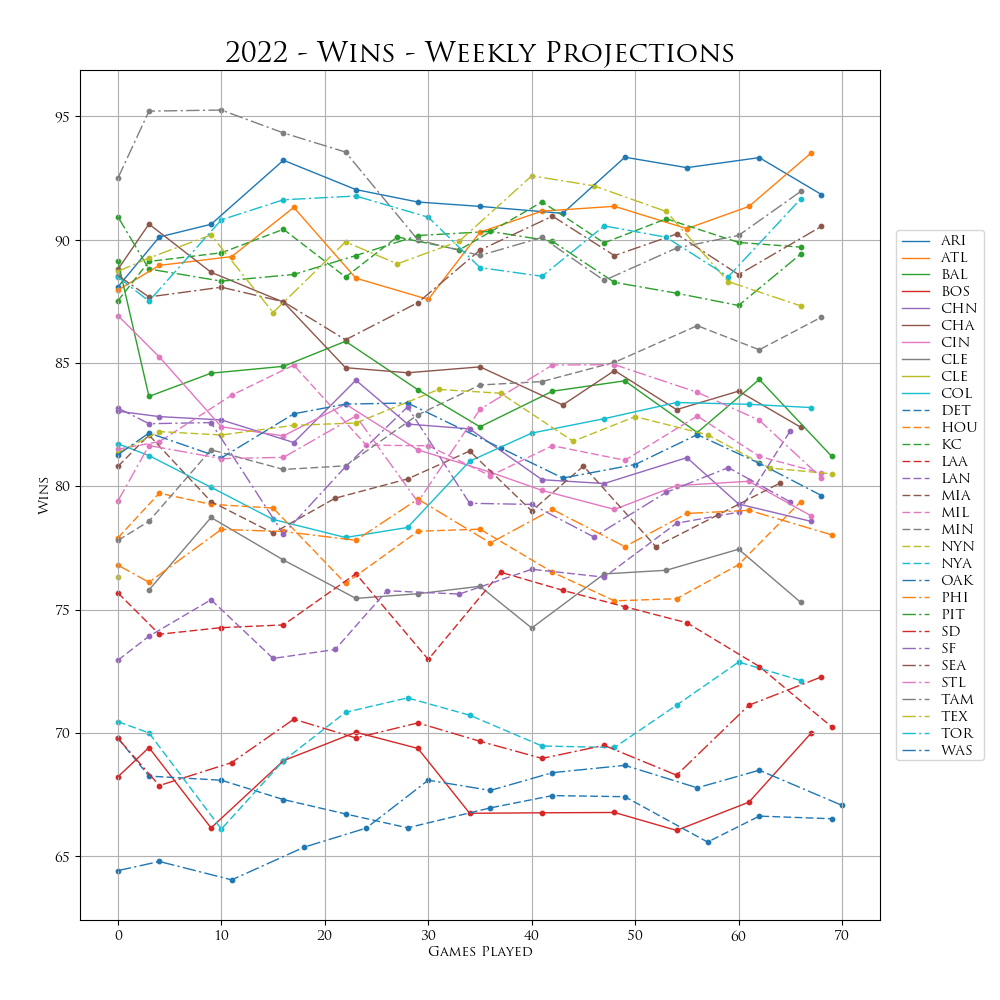 2022 - Wins - Weekly Projections
95
90
85
80
75
70
65
Wins
0 10 20 30 40 50 60 70
Games Played
ARI
ATL
BAL
BOS
CHN
CHA
CIN
CLE
CLE
COL
DET
HOU
KC
LAA
LAN
MIA
MIL
MIN
NYN
NYA
OAK
PHI
PIT
SD
SF
SEA
STL
TAM
TEX
TOR
WAS